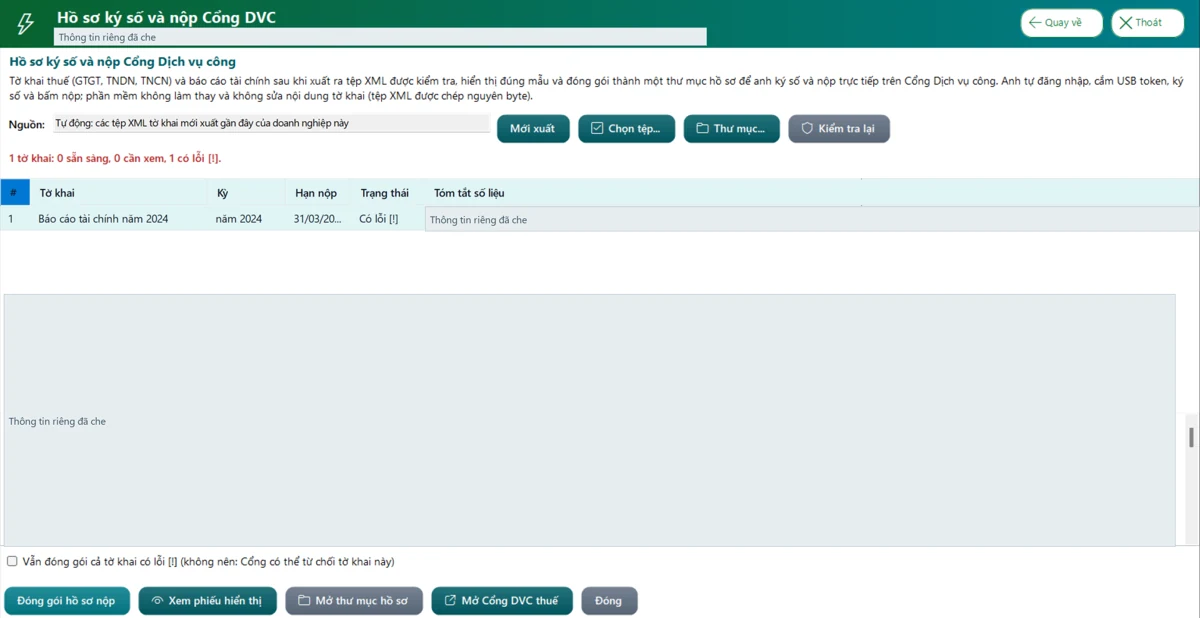 Hồ sơ ký số và nộp Cổng DVC
Thông tin riêng đã che
Quay về
Thoát
Hồ sơ ký số và nộp Cổng Dịch vụ công
Tờ khai thuế (GTGT, TNDN, TNCN) và báo cáo tài chính sau khi xuất ra tệp XML được kiểm tra, hiển thị đúng mẫu và đóng gói thành một thư mục hồ sơ để anh ký số và nộp trực tiếp trên Cổng Dịch vụ công. Anh tự đăng nhập, cắm USB token, ký
số và bấm nộp; phần mềm không làm thay và không sửa nội dung tờ khai (tệp XML được chép nguyên byte).
Nguồn: Tự động: các tệp XML tờ khai mới xuất gần đây của doanh nghiệp này
Mới xuất
Chọn tệp...
Thư mục...
Kiểm tra lại
1 tờ khai: 0 sẵn sàng, 0 cần xem, 1 có lỗi [!].
# Tờ khai Kỳ Hạn nộp Trạng thái Tóm tắt số liệu
1 Báo cáo tài chính năm 2024 năm 2024 31/03/20... Có lỗi [!] Thông tin riêng đã che
Thông tin riêng đã che
Vẫn đóng gói cả tờ khai có lỗi [!] (không nên: Cổng có thể từ chối tờ khai này)
Đóng gói hồ sơ nộp
Xem phiếu hiển thị
Mở thư mục hồ sơ
Mở Cổng DVC thuế
Đóng